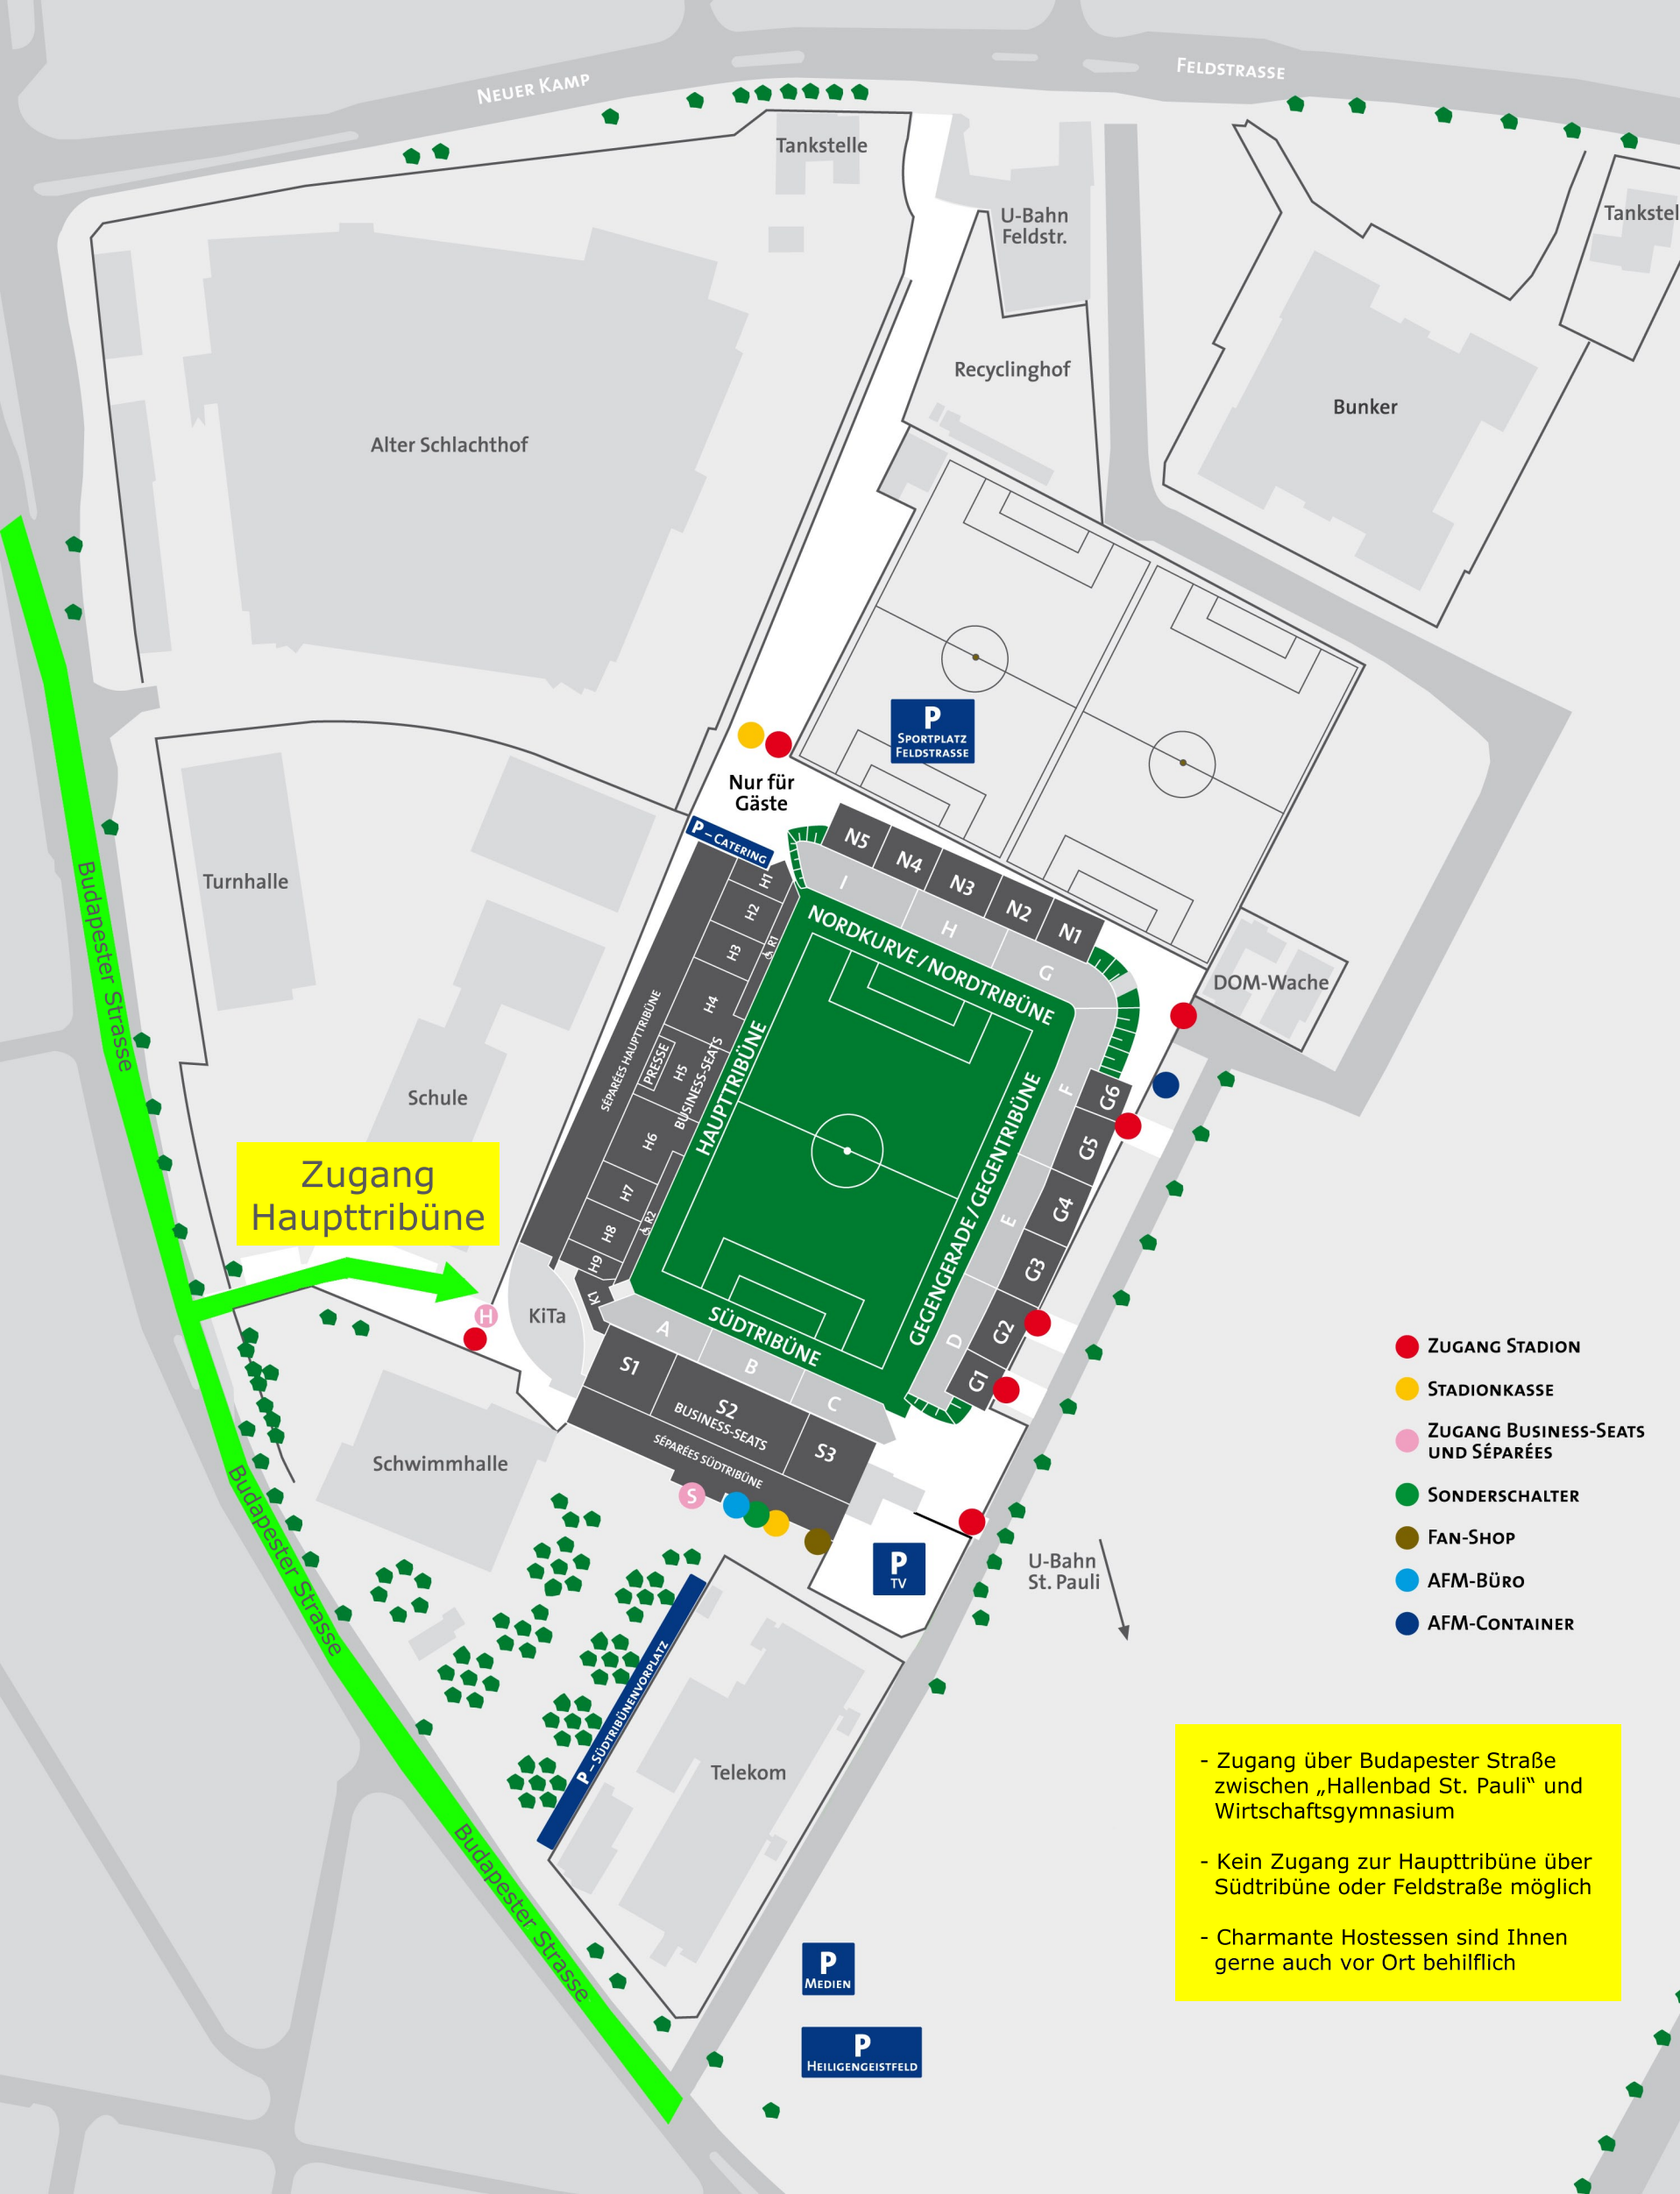 NEUER KAMP
FELDSTRASSE
Tankstelle
U-Bahn
Feldstr.
Tankstel
Recyclinghof
Bunker
Alter Schlachthof
P
SPORTPLATZ
FELDSTRASSE
Nur für
Gäste
P – CATERING
Turnhalle
Budapester Strasse
Schule
DOM-Wache
N5
N4
N3
N2
N1
I
H
G
NORDKURVE / NORDTRIBÜNE
H1
H2
H3
H4
H5
H6
H7
H8
H9
K1
R1
R2
SÉPARÉES HAUPTTRIBÜNE
PRESSE
BUSINESS-SEATS
HAUPTTRIBÜNE
GEGENGERADE / GEGENTRIBÜNE
F
E
D
G6
G5
G4
G3
G2
G1
Zugang
Haupttribüne
H
KiTa
SÜDTRIBÜNE
A
B
C
S1
S2
BUSINESS-SEATS
S3
SÉPARÉES SÜDTRIBÜNE
S
Schwimmhalle
Budapester Strasse
P
TV
U-Bahn
St. Pauli
ZUGANG STADION
STADIONKASSE
ZUGANG BUSINESS-SEATS
UND SÉPARÉES
SONDERSCHALTER
FAN-SHOP
AFM-BÜRO
AFM-CONTAINER
P – SÜDTRIBÜNENVORPLATZ
Telekom
Budapester Strasse
P
MEDIEN
P
HEILIGENGEISTFELD
- Zugang über Budapester Straße
zwischen „Hallenbad St. Pauli“ und
Wirtschaftsgymnasium
- Kein Zugang zur Haupttribüne über
Südtribüne oder Feldstraße möglich
- Charmante Hostessen sind Ihnen
gerne auch vor Ort behilflich